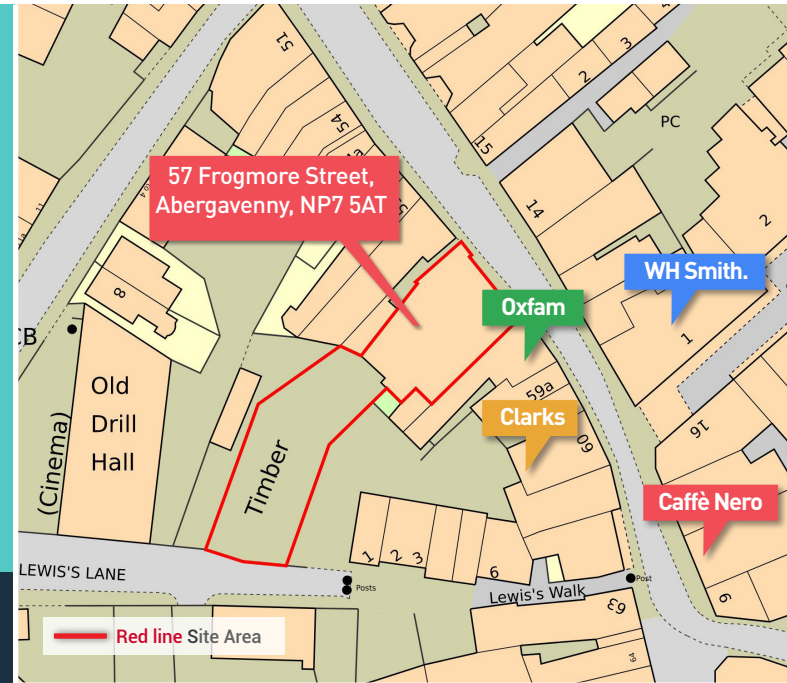 51
54
2
3
15
PC
14
2
57 Frogmore Street,
Abergavenny, NP7 5AT
WH Smith.
1
Oxfam
8
CB
Old
Drill
Hall
(Cinema)
59a
Clarks
60
16
Timber
Caffè Nero
1
2
3
6
9
LEWIS'S LANE
Posts
Post
Lewis's Walk
63
64
Red line Site Area